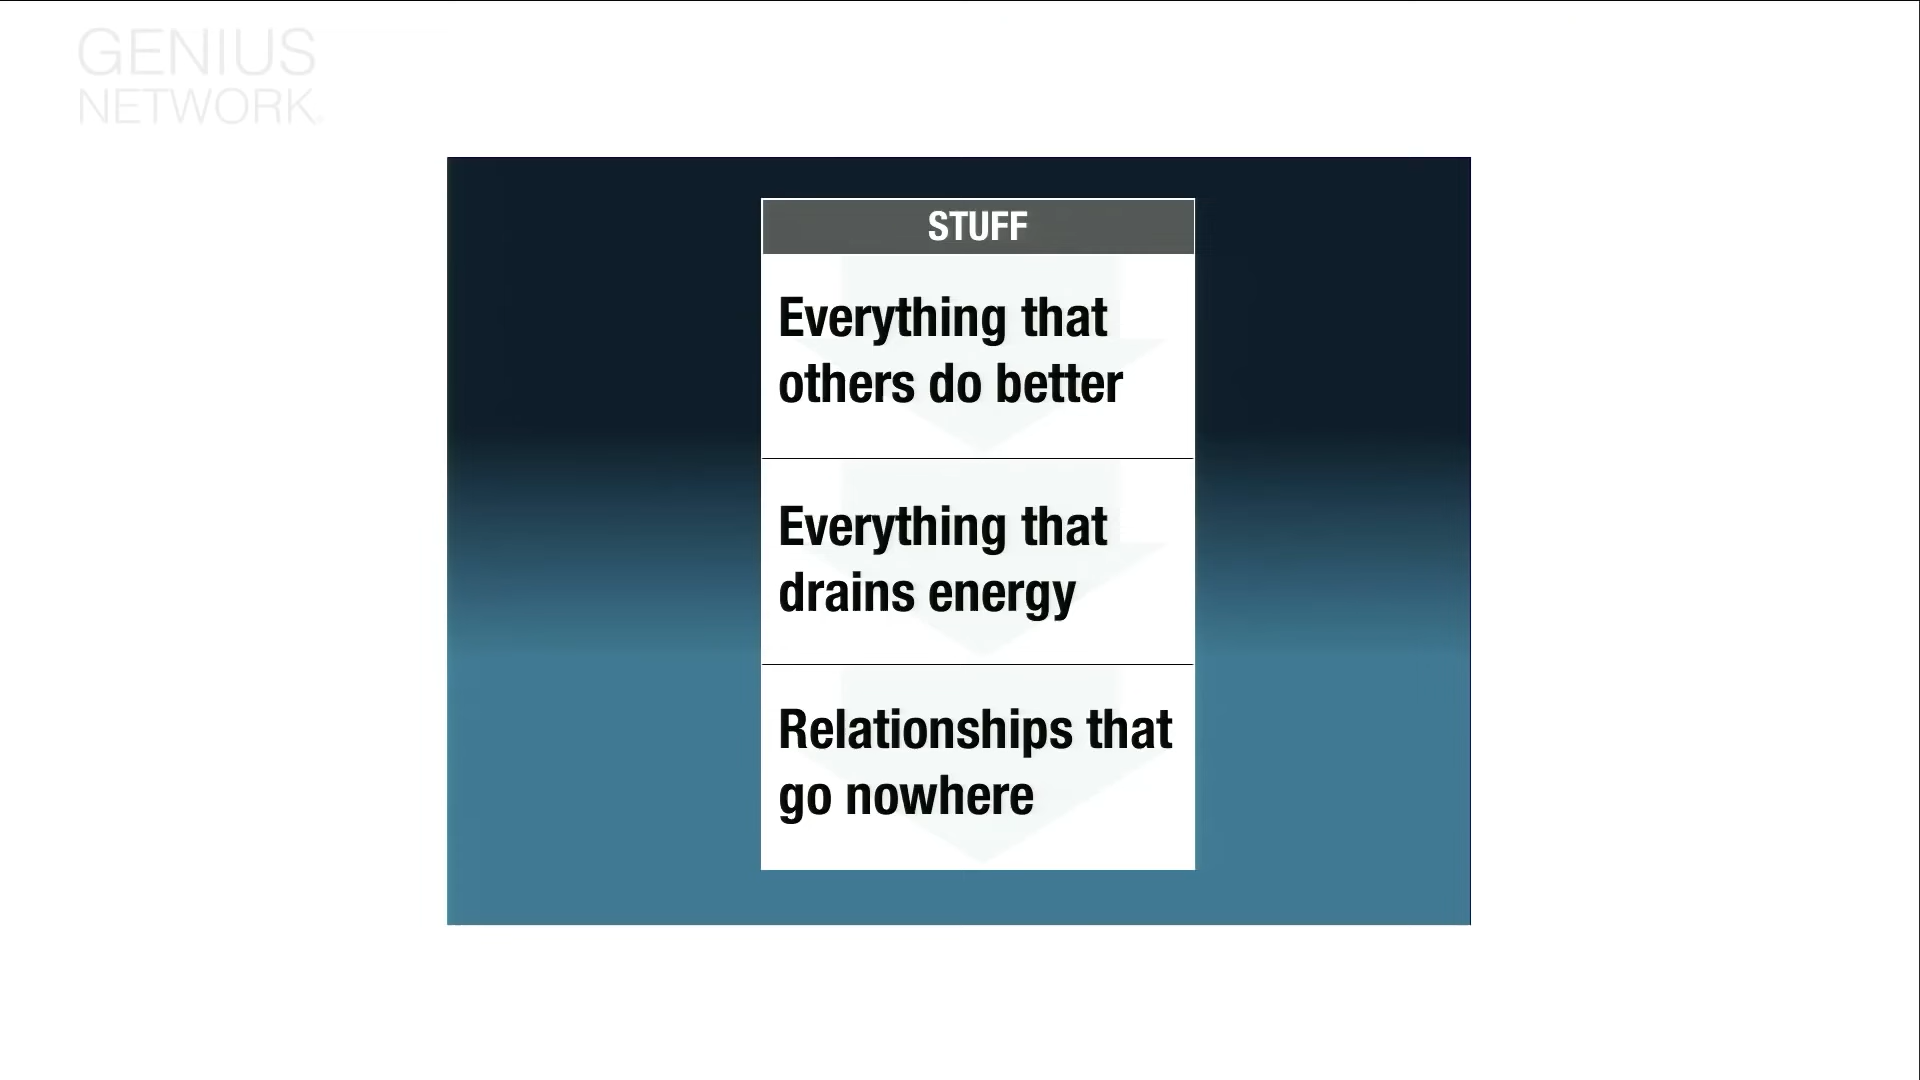 GENIUS
NETWORK®
STUFF
Everything that
others do better
Everything that
drains energy
Relationships that
go nowhere